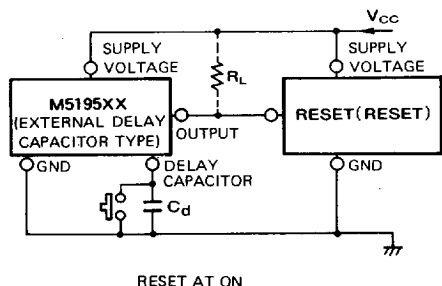 VCC
SUPPLY
VOLTAGE
RL
SUPPLY
VOLTAGE
M5195XX
(EXTERNAL DELAY
CAPACITOR TYPE)
OUTPUT
RESET(RESET)
GND
DELAY
CAPACITOR
GND
Cd
RESET AT ON